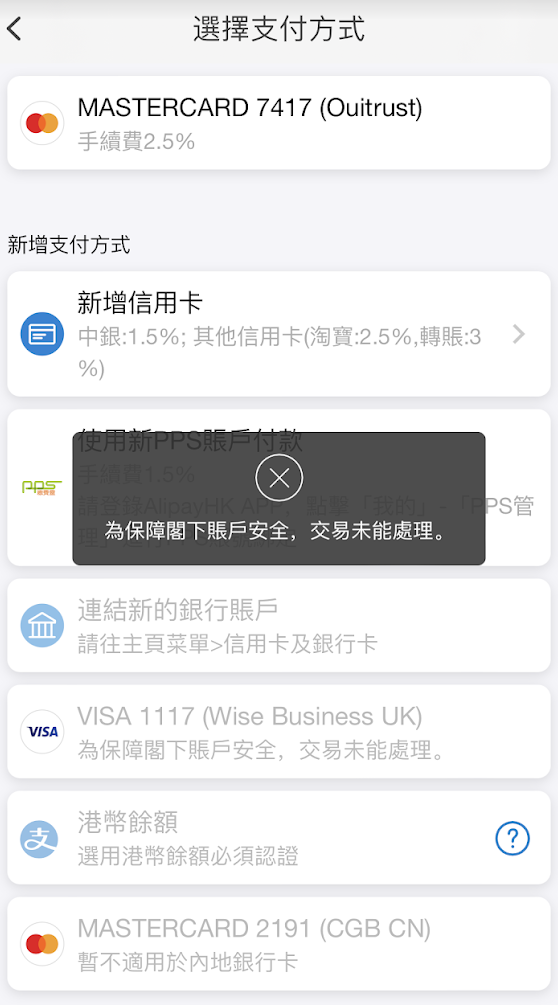 選擇支付方式
MASTERCARD 7417 (Ouitrust)
手續費2.5%
新增支付方式
新增信用卡
中銀:1.5%; 其他信用卡(淘寶:2.5%,轉賬:3
%)
使用新PPS賬戶付款
pps
手續費1.5%
請登錄AlipayHK APP，點擊「我的」-「PPS管
理
為保障閣下賬戶安全，交易未能處理。
連結新的銀行賬戶
請往主頁菜單>信用卡及銀行卡
VISA
VISA 1117 (Wise Business UK)
為保障閣下賬戶安全，交易未能處理。
支
港幣餘額
選用港幣餘額必須認證
?
MASTERCARD 2191 (CGB CN)
暫不適用於內地銀行卡